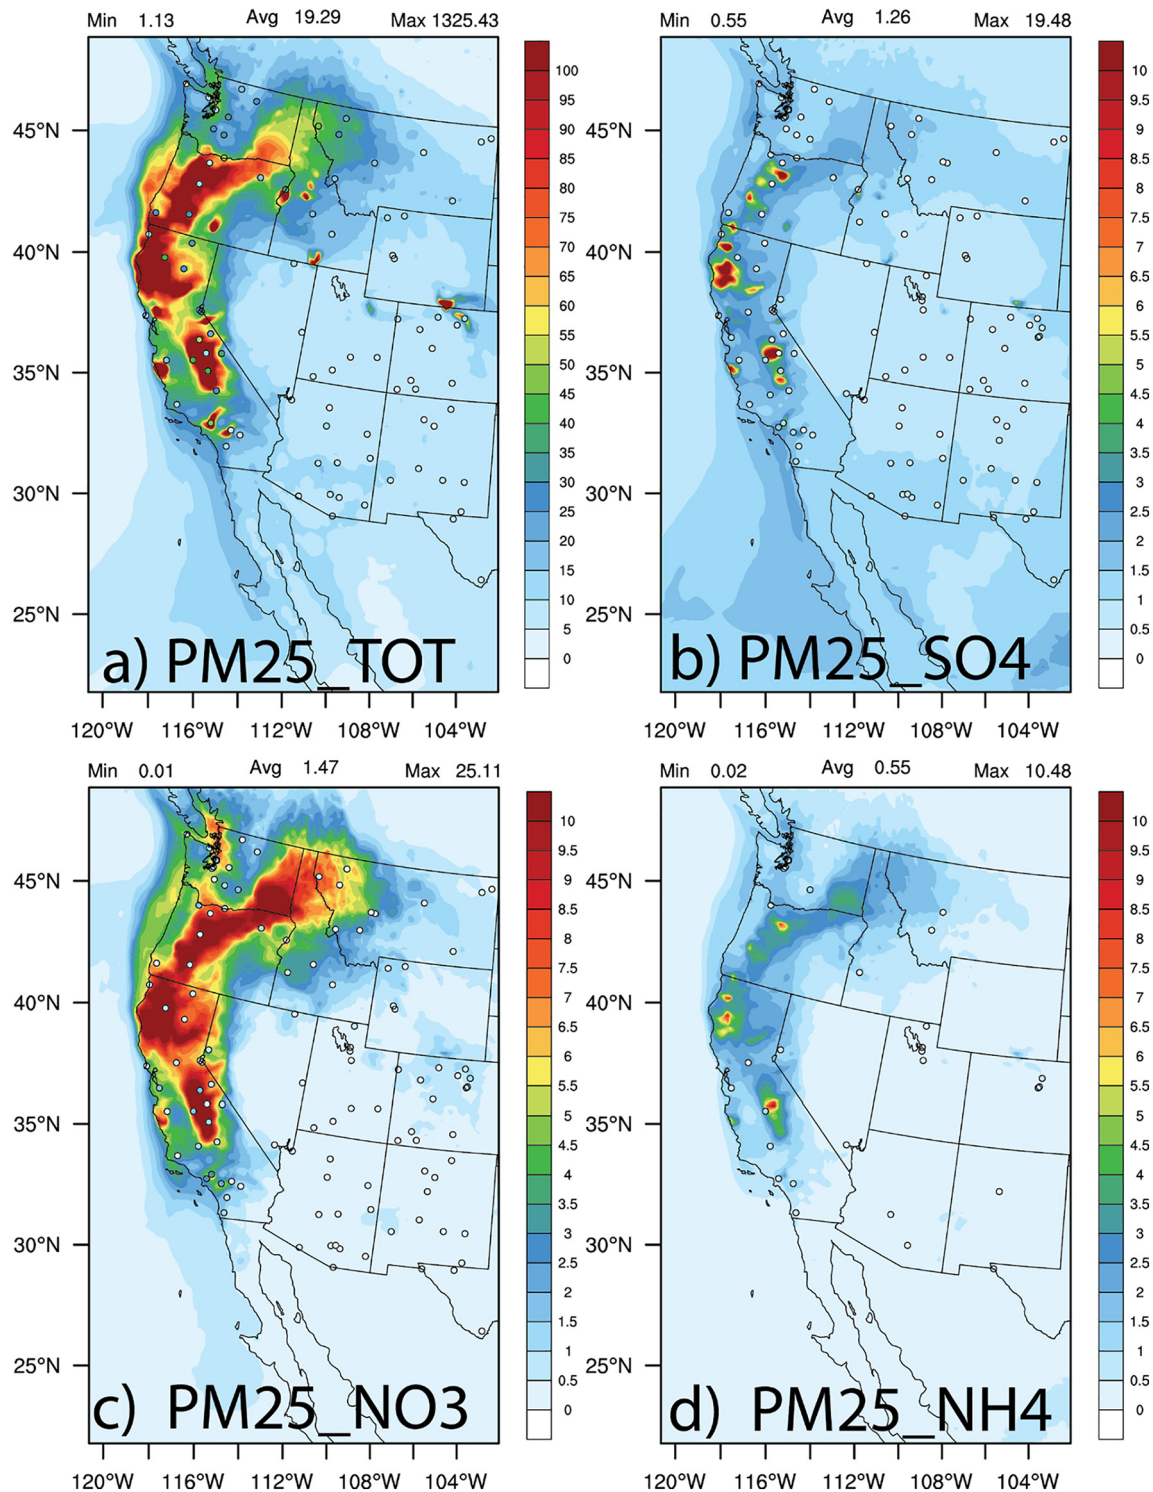 Min 1.13 Avg 19.29 Max 1325.43
Min 0.55 Avg 1.26 Max 19.48
45°N
40°N
35°N
30°N
25°N
100
95
90
85
80
75
70
65
60
55
50
45
40
35
30
25
20
15
10
5
0
10
9.5
9
8.5
8
7.5
7
6.5
6
5.5
5
4.5
4
3.5
3
2.5
2
1.5
1
0.5
0
45°N
40°N
35°N
30°N
25°N
a) PM25_TOT
b) PM25_SO4
120°W 116°W 112°W 108°W 104°W
120°W 116°W 112°W 108°W 104°W
Min 0.01 Avg 1.47 Max 25.11
Min 0.02 Avg 0.55 Max 10.48
45°N
40°N
35°N
30°N
25°N
10
9.5
9
8.5
8
7.5
7
6.5
6
5.5
5
4.5
4
3.5
3
2.5
2
1.5
1
0.5
0
45°N
40°N
35°N
30°N
25°N
10
9.5
9
8.5
8
7.5
7
6.5
6
5.5
5
4.5
4
3.5
3
2.5
2
1.5
1
0.5
0
c) PM25_NO3
d) PM25_NH4
120°W 116°W 112°W 108°W 104°W
120°W 116°W 112°W 108°W 104°W